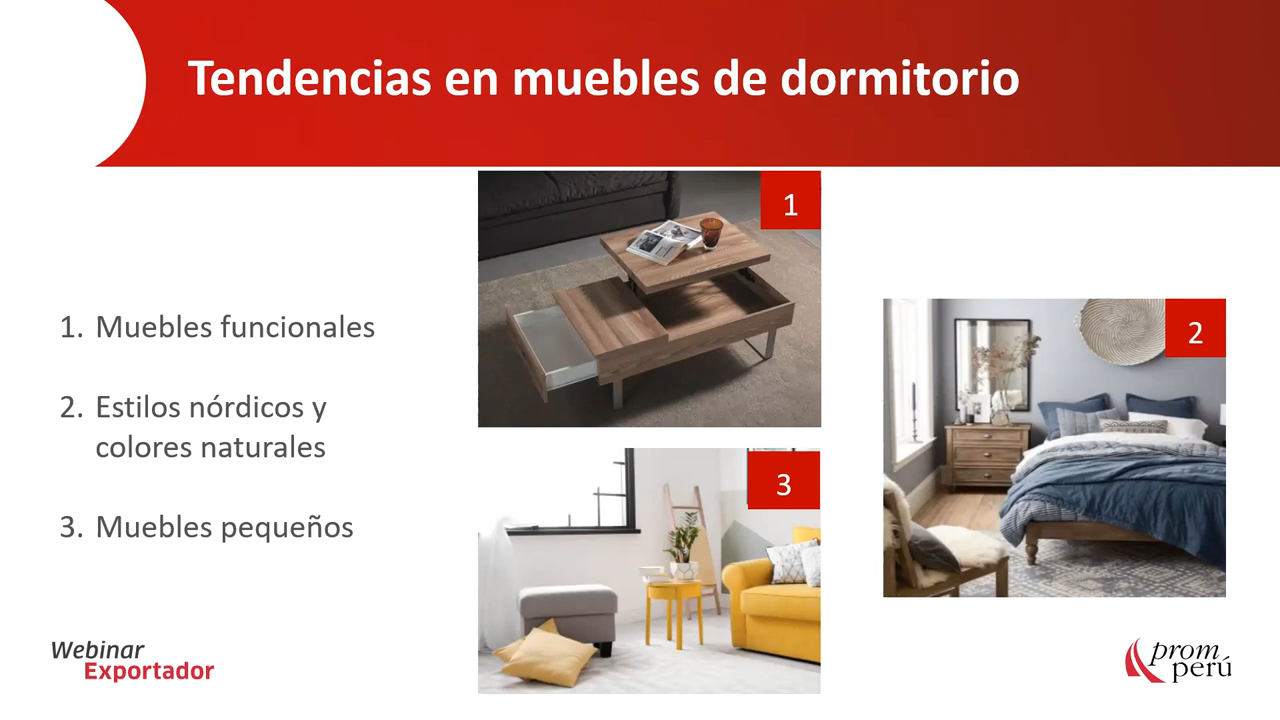 Tendencias en muebles de dormitorio
1
1. Muebles funcionales
2. Estilos nórdicos y
colores naturales
3. Muebles pequeños
2
3
Webinar
Exportador
prom
perú